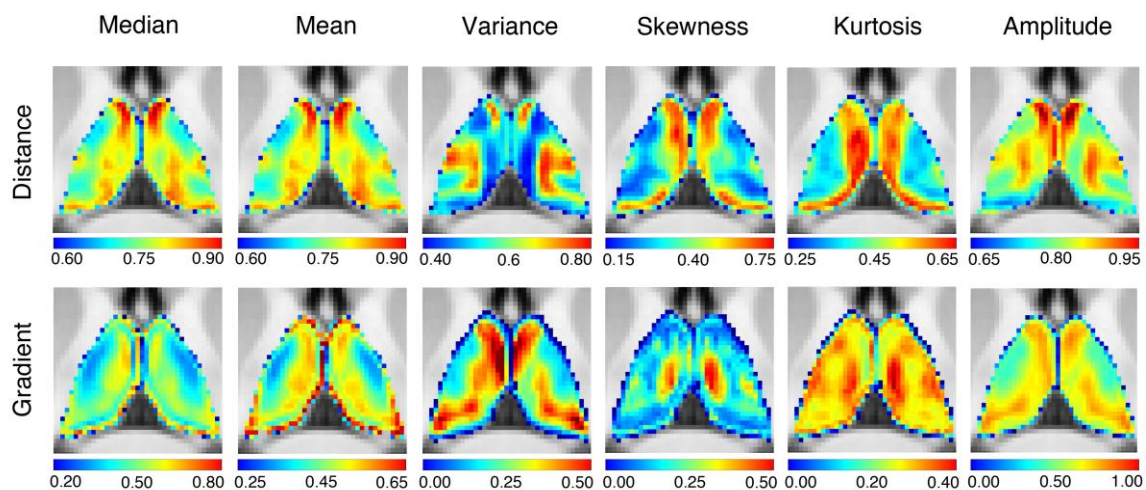 Median Mean Variance Skewness Kurtosis Amplitude
Distance
0.60 0.75 0.90 0.60 0.75 0.90 0.40 0.6 0.80 0.15 0.40 0.75 0.25 0.45 0.65 0.65 0.80 0.95
Gradient
0.20 0.50 0.80 0.25 0.45 0.65 0.00 0.25 0.50 0.00 0.25 0.50 0.00 0.20 0.40 0.00 0.50 1.00